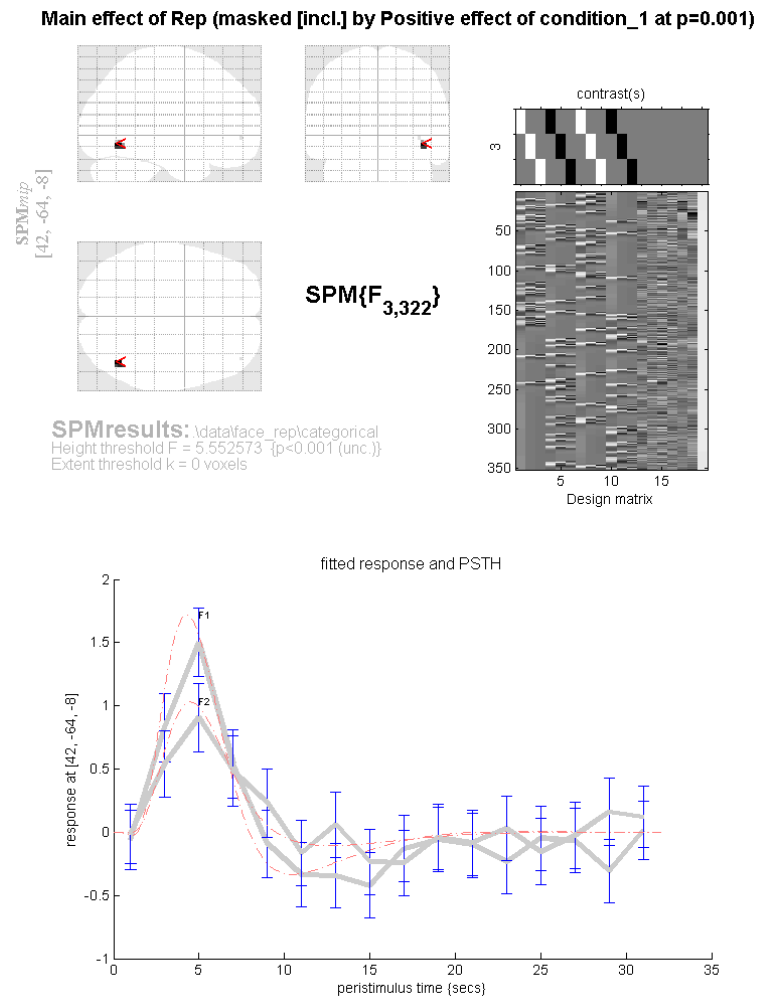 Main effect of Rep (masked [incl.] by Positive effect of condition_1 at p=0.001)
SPMmip
[42, -64, -8]
<
<
<
SPM{F3,322}
SPMresults: .\data\face_rep\categorical
Height threshold F = 5.552573 {p<0.001 (unc.)}
Extent threshold k = 0 voxels
contrast(s)
3
50
100
150
200
250
300
350
5 10 15
Design matrix
fitted response and PSTH
response at [42, -64, -8]
2
1.5
1
0.5
0
-0.5
-1
F1
F2
0 5 10 15 20 25 30 35
peristimulus time {secs}